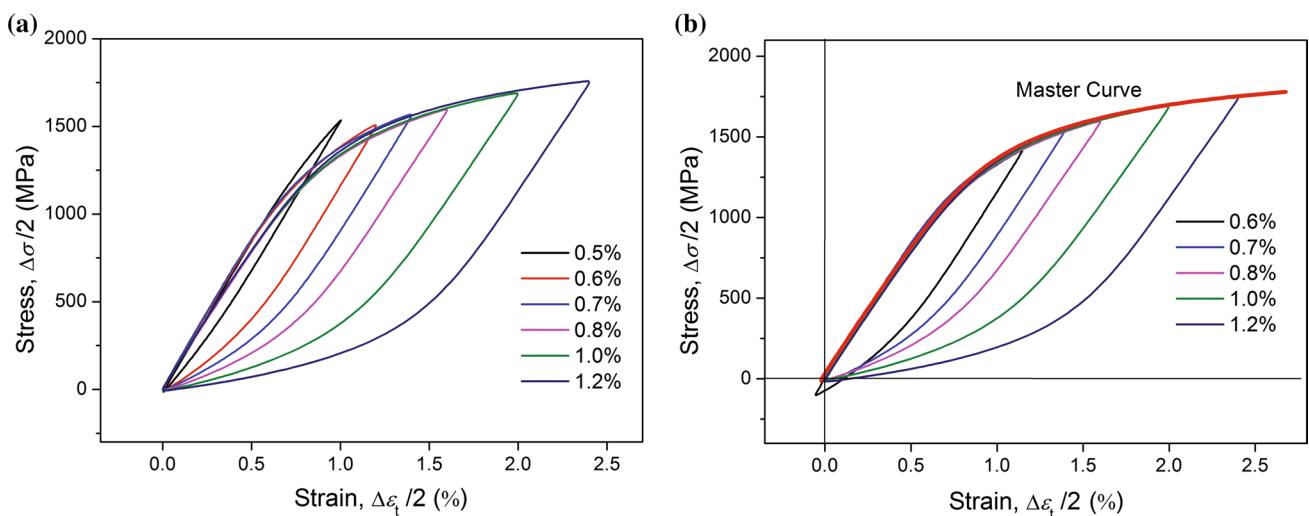 (a)
2000
1500
1000
500
0
Stress, Δσ/2 (MPa)
0.5%
0.6%
0.7%
0.8%
1.0%
1.2%
0.0 0.5 1.0 1.5 2.0 2.5
Strain, Δεt/2 (%)
(b)
2000
1500
1000
500
0
Stress, Δσ/2 (MPa)
Master Curve
0.6%
0.7%
0.8%
1.0%
1.2%
0.0 0.5 1.0 1.5 2.0 2.5
Strain, Δεt/2 (%)